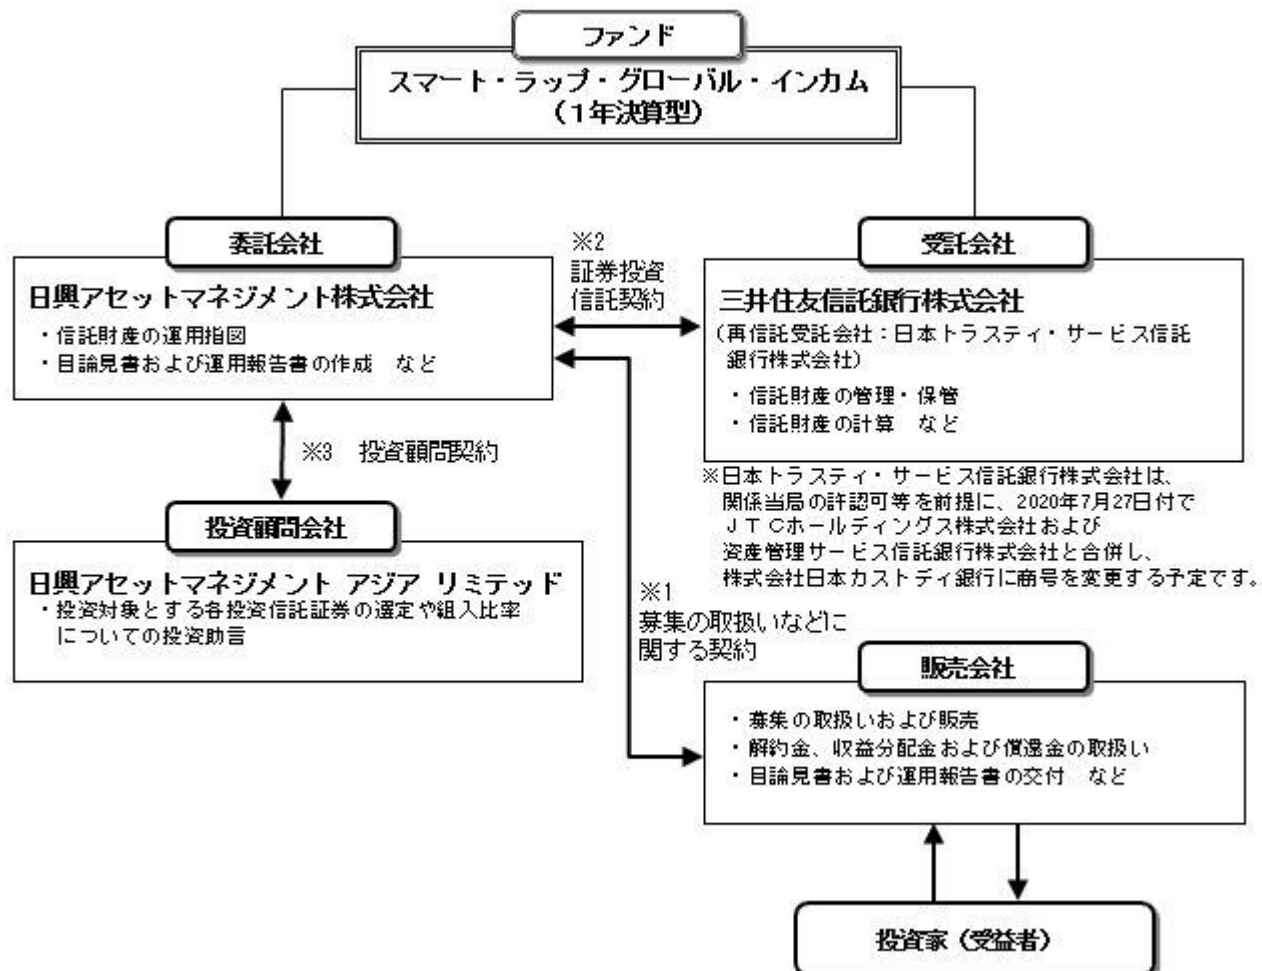 ファンド
スマート・ラップ・グローバル・インカム
（１年決算型）
委託会社
日興アセットマネジメント株式会社
・信託財産の運用指図
・目論見書および運用報告書の作成　など
※2
証券投資
信託契約
受託会社
三井住友信託銀行株式会社
（再信託受託会社：日本トラスティ・サービス信託
銀行株式会社）
・信託財産の管理・保管
・信託財産の計算　など
※日本トラスティ・サービス信託銀行株式会社は、
関係当局の許認可等を前提に、2020年7月27日付で
ＪＴＣホールディングス株式会社および
資産管理サービス信託銀行株式会社と合併し、
株式会社日本カストディ銀行に商号を変更する予定です。
※3　投資顧問契約
投資顧問会社
日興アセットマネジメント アジア リミテッド
・投資対象とする各投資信託証券の選定や組入比率
についての投資助言
※1
募集の取扱いなどに
関する契約
販売会社
・募集の取扱いおよび販売
・解約金、収益分配金および償還金の取扱い
・目論見書および運用報告書の交付　など
投資家（受益者）